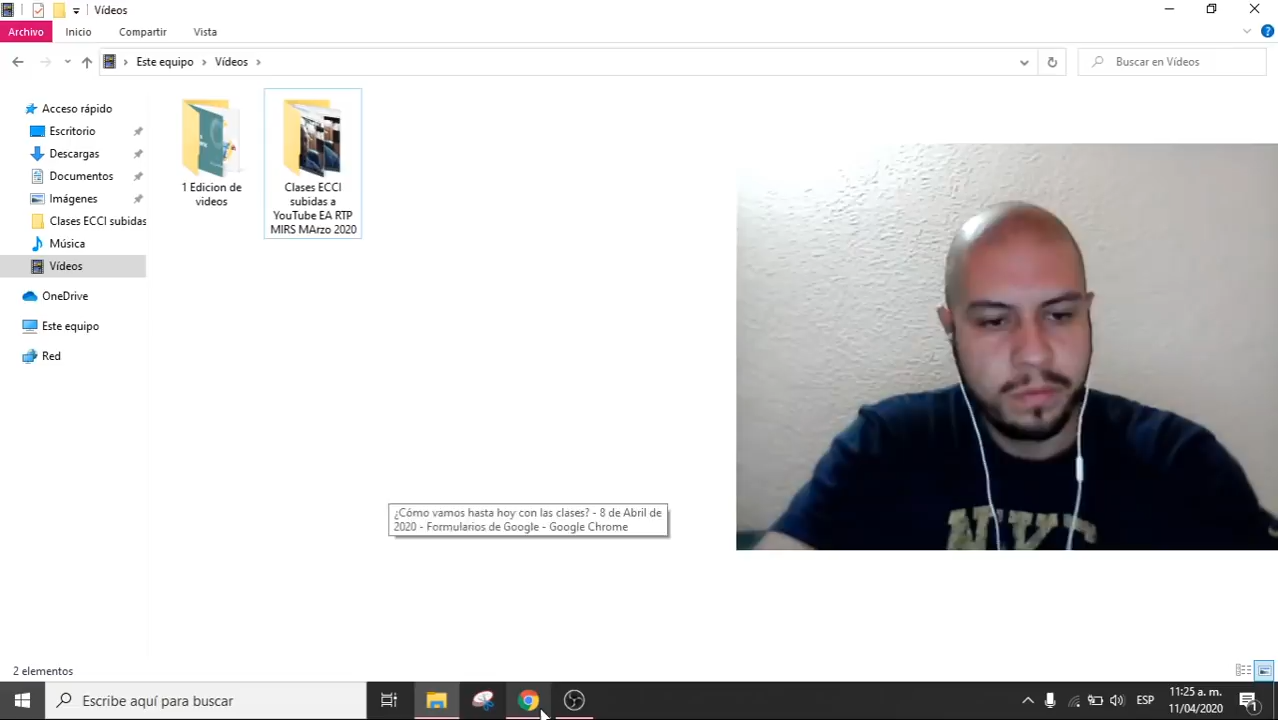 Vídeos
Archivo Inicio Compartir Vista
Este equipo Vídeos
Buscar en Vídeos
Acceso rápido
Escritorio
Descargas
Documentos
Imágenes
Clases ECCI subidas
Música
Vídeos
OneDrive
Este equipo
Red
1 Edicion de
videos
Clases ECCI
subidas a
YouTube EA RTP
MIRS MArzo 2020
¿Cómo vamos hasta hoy con las clases? - 8 de Abril de
2020 - Formularios de Google - Google Chrome
2 elementos
Escribe aquí para buscar
ESP
11:25 a. m.
11/04/2020
1